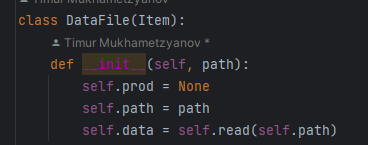 Timur Mukhametzyanov
class DataFile(Item):
Timur Mukhametzyanov *
def __init__(self, path):
self.prod = None
self.path = path
self.data = self.read(self.path)